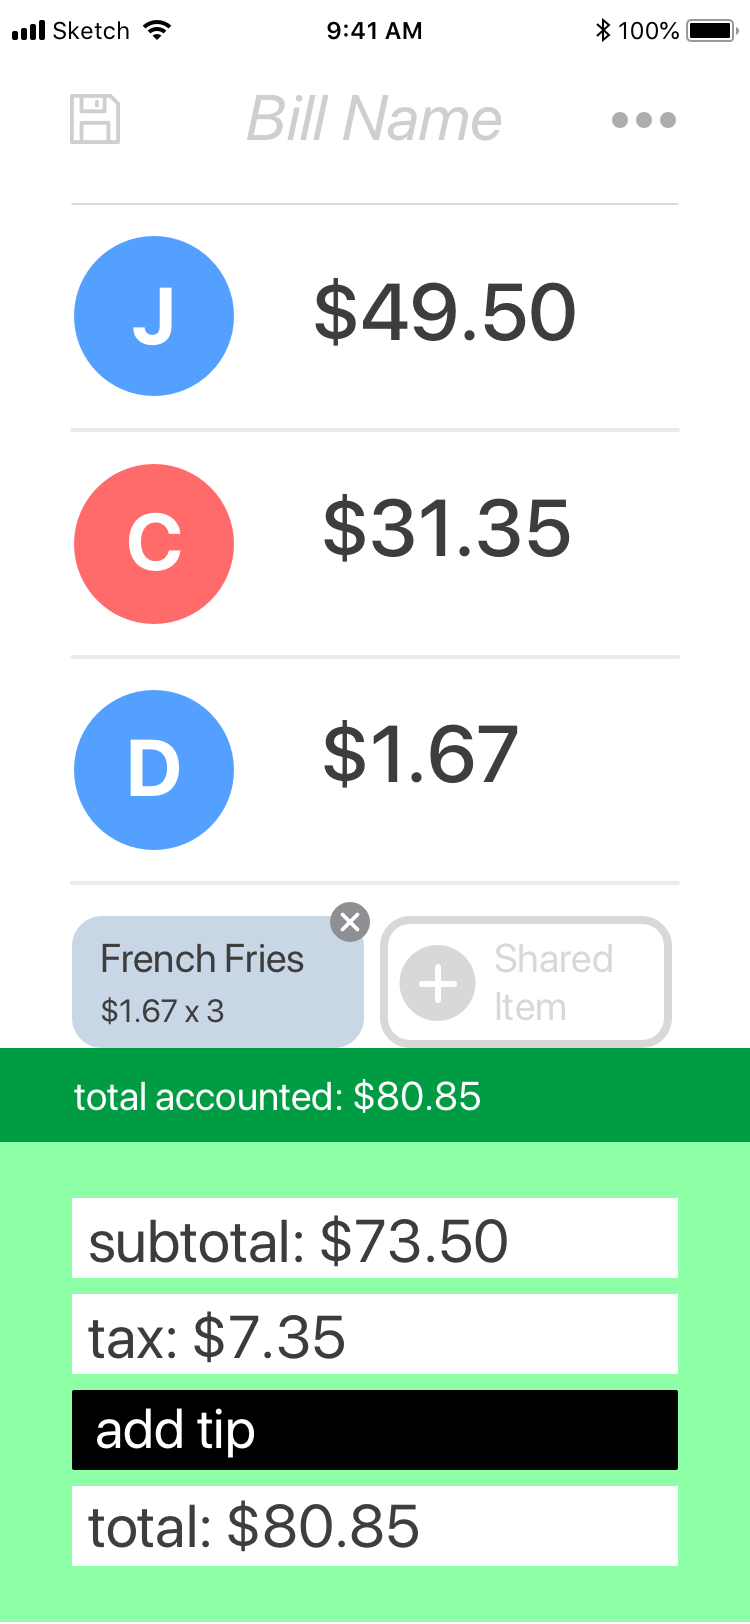 Sketch 9:41 AM 100%
Bill Name
J $49.50
C $31.35
D $1.67
French Fries
$1.67 x 3
Shared
Item
total accounted: $80.85
subtotal: $73.50
tax: $7.35
add tip
total: $80.85